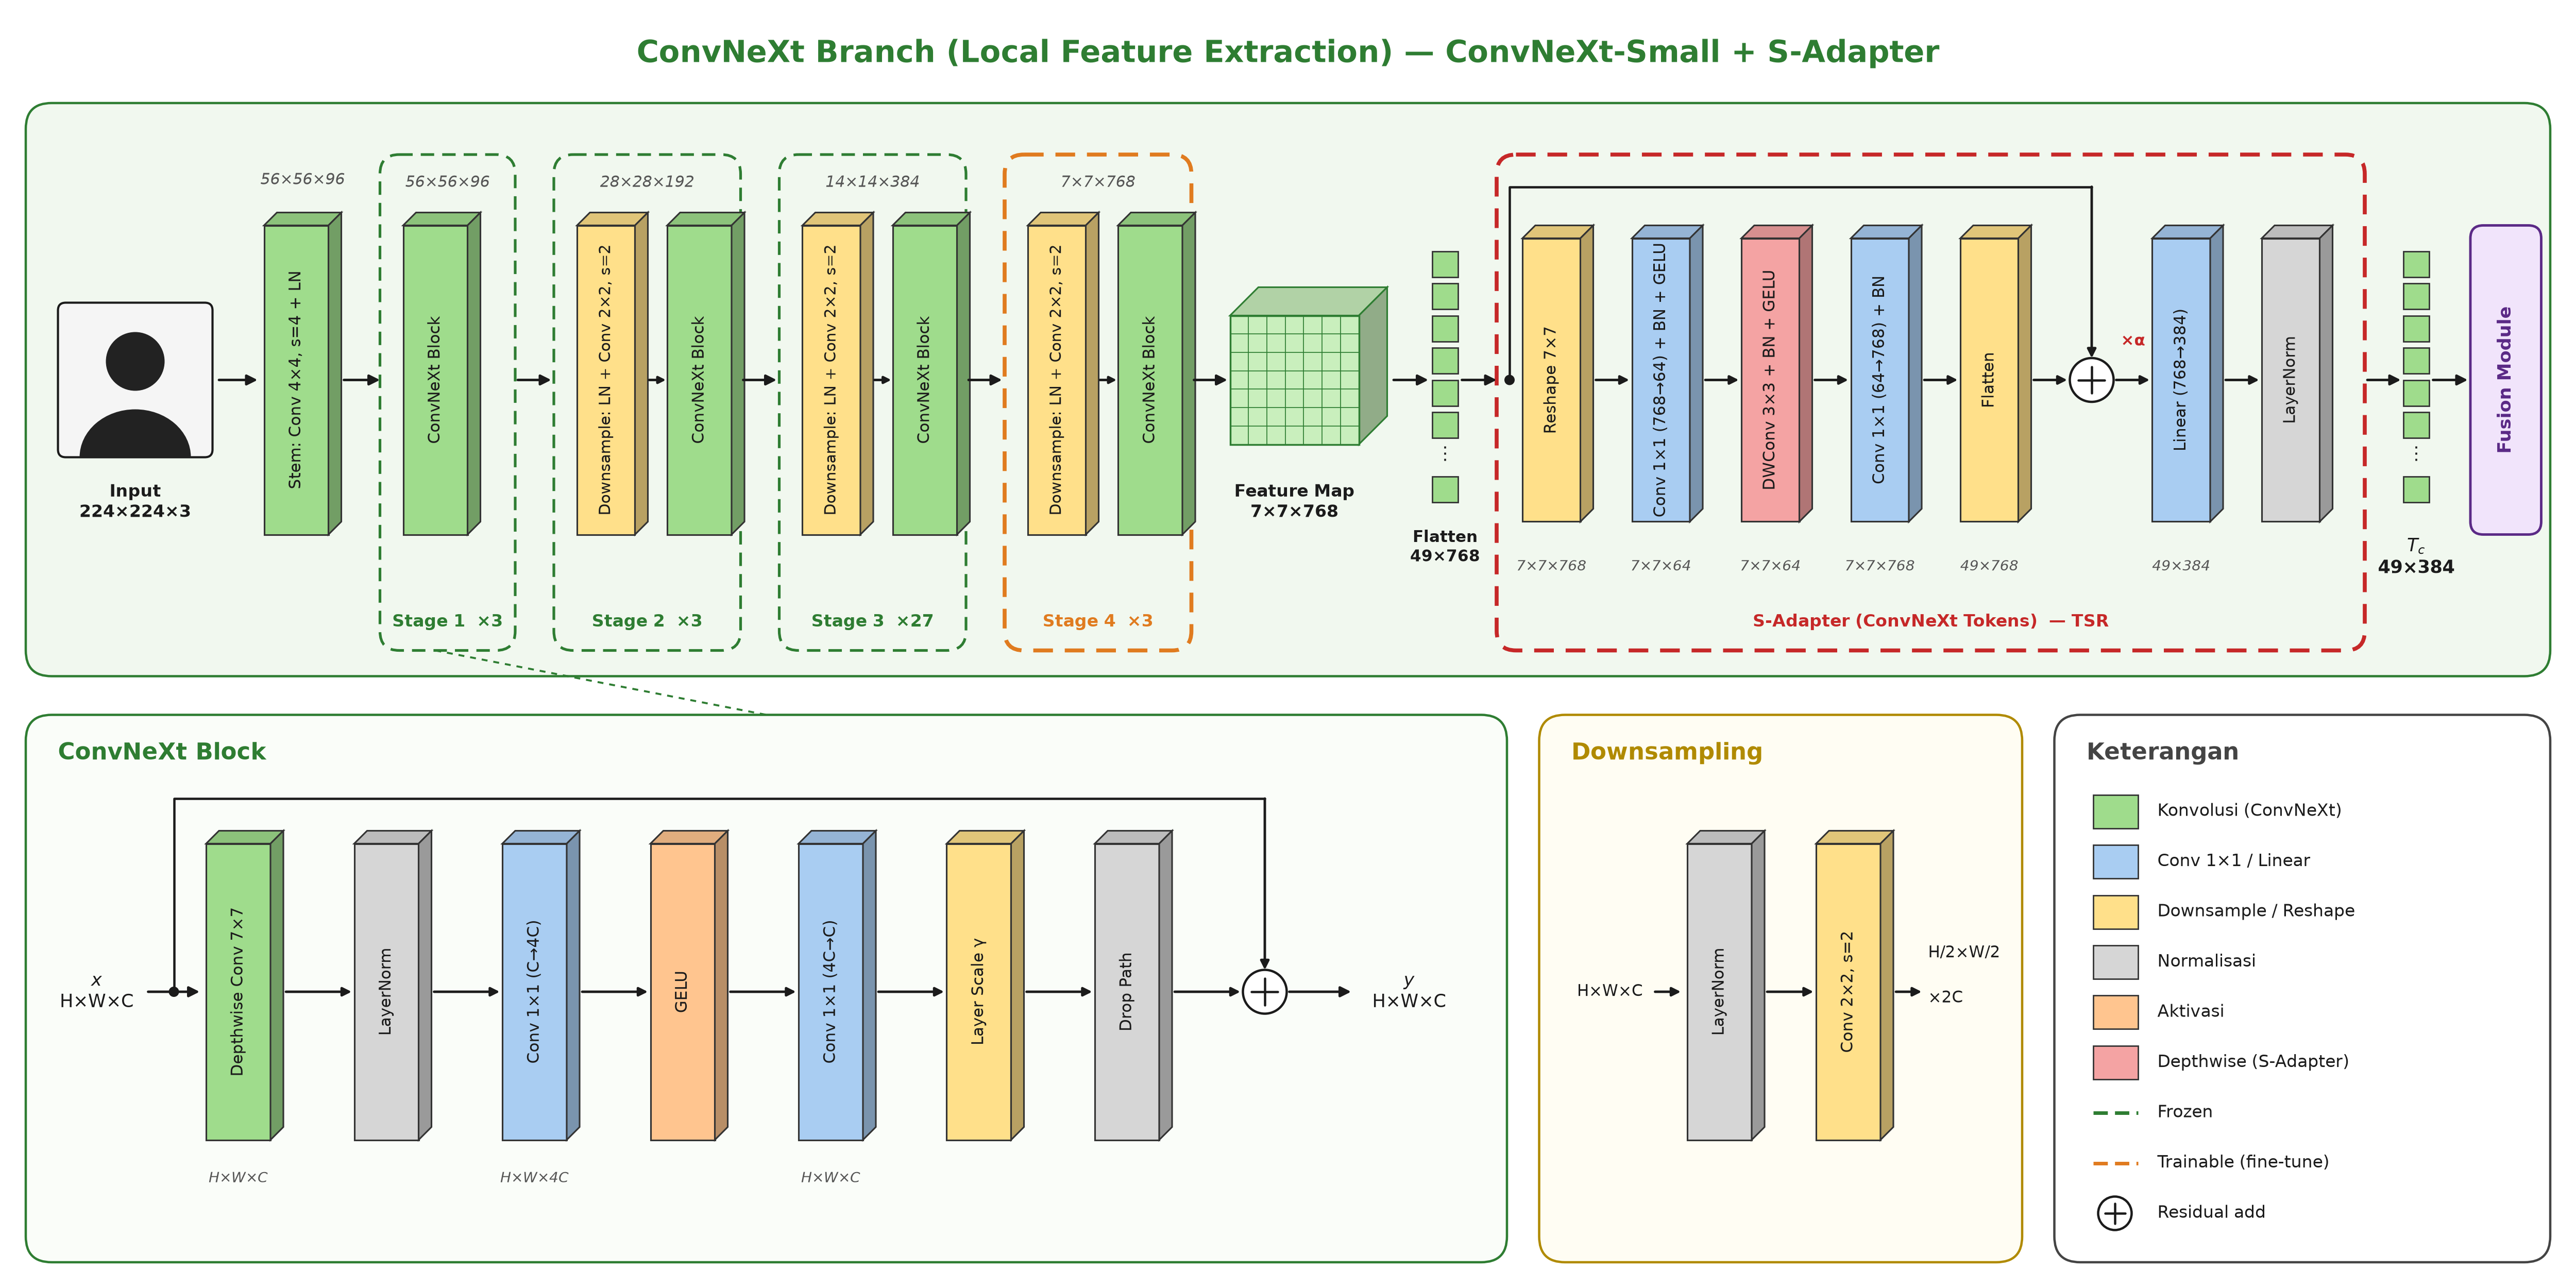 ConvNeXt Branch (Local Feature Extraction) — ConvNeXt-Small + S-Adapter
56×56×96
56×56×96
28×28×192
14×14×384
7×7×768
Input
224×224×3
Stem: Conv 4×4, s=4 + LN
ConvNeXt Block
Stage 1 ×3
Downsample: LN + Conv 2×2, s=2
ConvNeXt Block
Stage 2 ×3
Downsample: LN + Conv 2×2, s=2
ConvNeXt Block
Stage 3 ×27
Downsample: LN + Conv 2×2, s=2
ConvNeXt Block
Stage 4 ×3
Feature Map
7×7×768
⋮
Flatten
49×768
Reshape 7×7
Conv 1×1 (768→64) + BN + GELU
DWConv 3×3 + BN + GELU
Conv 1×1 (64→768) + BN
Flatten
×α
Linear (768→384)
LayerNorm
7×7×768
7×7×64
7×7×64
7×7×768
49×768
49×384
S-Adapter (ConvNeXt Tokens) — TSR
⋮
Tc
49×384
Fusion Module
ConvNeXt Block
x
H×W×C
Depthwise Conv 7×7
LayerNorm
Conv 1×1 (C→4C)
GELU
Conv 1×1 (4C→C)
Layer Scale γ
Drop Path
y
H×W×C
H×W×C
H×W×4C
H×W×C
Downsampling
H×W×C
LayerNorm
Conv 2×2, s=2
H/2×W/2
×2C
Keterangan
Konvolusi (ConvNeXt)
Conv 1×1 / Linear
Downsample / Reshape
Normalisasi
Aktivasi
Depthwise (S-Adapter)
Frozen
Trainable (fine-tune)
Residual add